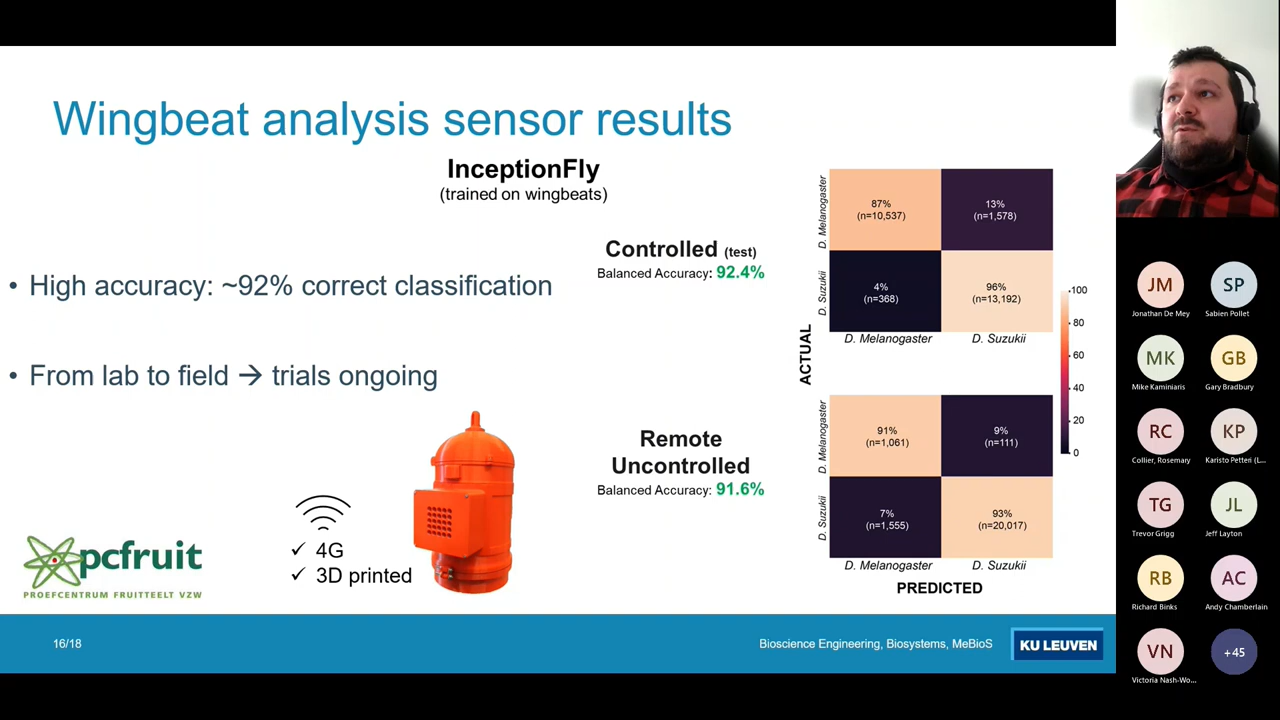 Wingbeat analysis sensor results
InceptionFly
(trained on wingbeats)
• High accuracy: ~92% correct classification
• From lab to field → trials ongoing
✓ 4G
✓ 3D printed
pcfruit
PROEFCENTRUM FRUITTEELT VZW
Controlled (test)
Balanced Accuracy: 92.4%
Remote
Uncontrolled
Balanced Accuracy: 91.6%
ACTUAL
D. Melanogaster
D. Suzukii
87%
(n=10,537)
13%
(n=1,578)
4%
(n=368)
96%
(n=13,192)
D. Melanogaster
D. Suzukii
100
80
60
40
20
0
D. Melanogaster
D. Suzukii
91%
(n=1,061)
9%
(n=111)
7%
(n=1,555)
93%
(n=20,017)
D. Melanogaster
D. Suzukii
PREDICTED
16/18
Bioscience Engineering, Biosystems, MeBioS
KU LEUVEN
JM
Jonathan De Mey
SP
Sabien Pollet
MK
Mike Kaminiaris
GB
Gary Bradbury
RC
Collier, Rosemary
KP
Karisto Petteri (L...
TG
Trevor Grigg
JL
Jeff Layton
RB
Richard Binks
AC
Andy Chamberlain
VN
Victoria Nash-Wo...
+45